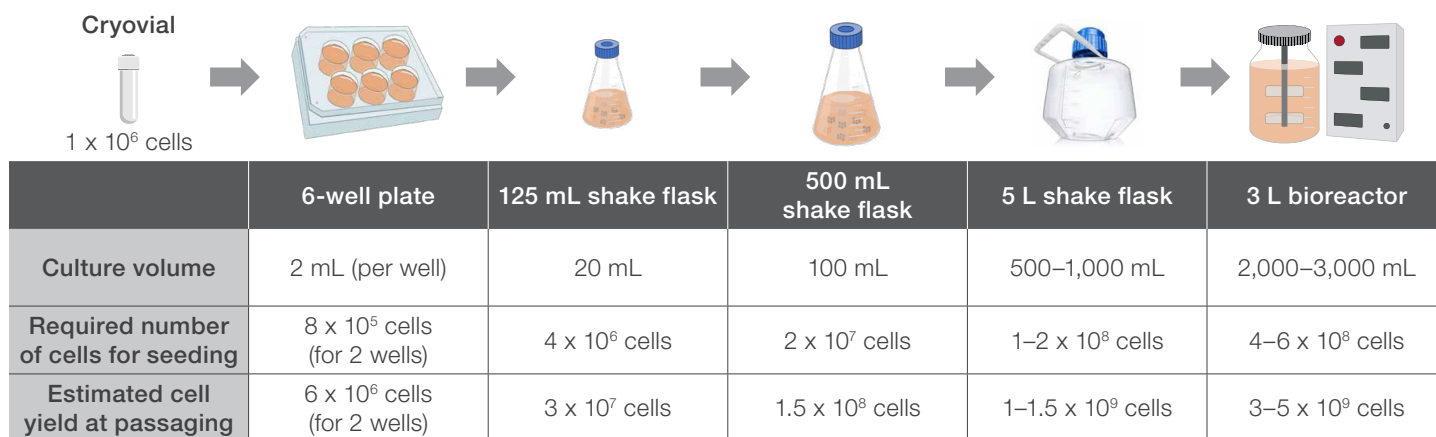 Cryovial
1 x 10⁶ cells
6-well plate
125 mL shake flask
500 mL
shake flask
5 L shake flask
3 L bioreactor
Culture volume
2 mL (per well)
20 mL
100 mL
500–1,000 mL
2,000–3,000 mL
Required number
of cells for seeding
8 x 10⁵ cells
(for 2 wells)
4 x 10⁶ cells
2 x 10⁷ cells
1–2 x 10⁸ cells
4–6 x 10⁸ cells
Estimated cell
yield at passaging
6 x 10⁶ cells
(for 2 wells)
3 x 10⁷ cells
1.5 x 10⁸ cells
1–1.5 x 10⁹ cells
3–5 x 10⁹ cells